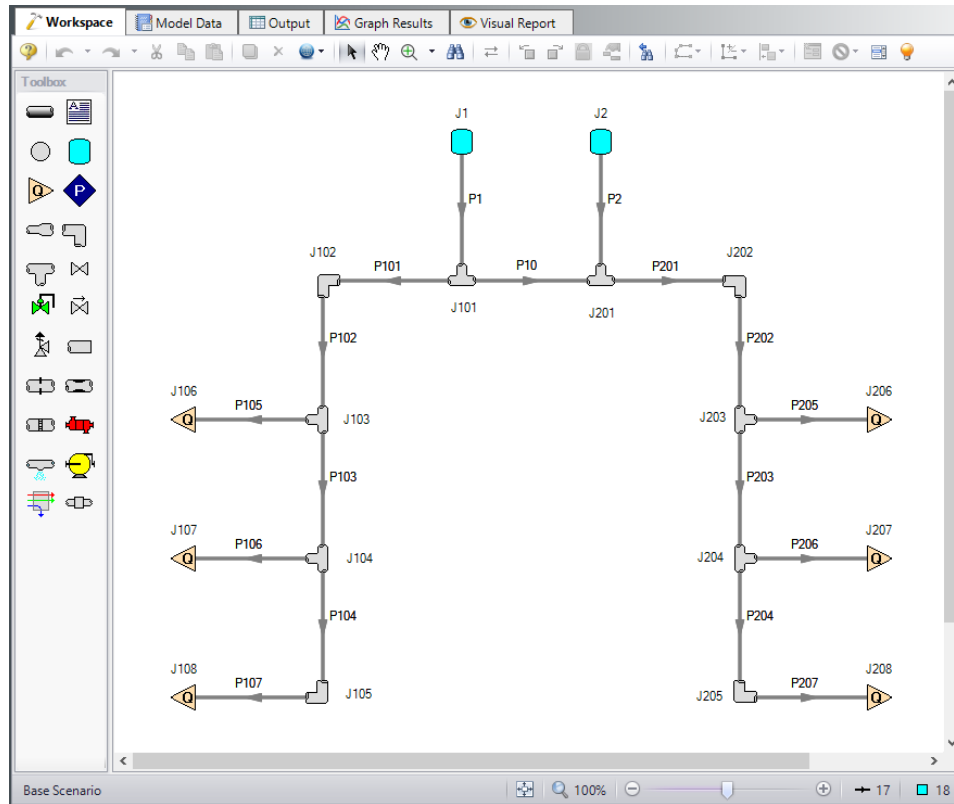 Workspace Model Data Output Graph Results Visual Report
Toolbox
A
Q P
J1 J2
P1 P2
J102 J202
P101 P10 P201
J101 J201
P102 P202
J106 J206
P105 P205
Q J103 J203 Q
P103 P203
J107 J207
P106 P206
Q J104 J204 Q
P104 P204
J108 J208
P107 P207
Q J105 J205 Q
Base Scenario 100% 17 18